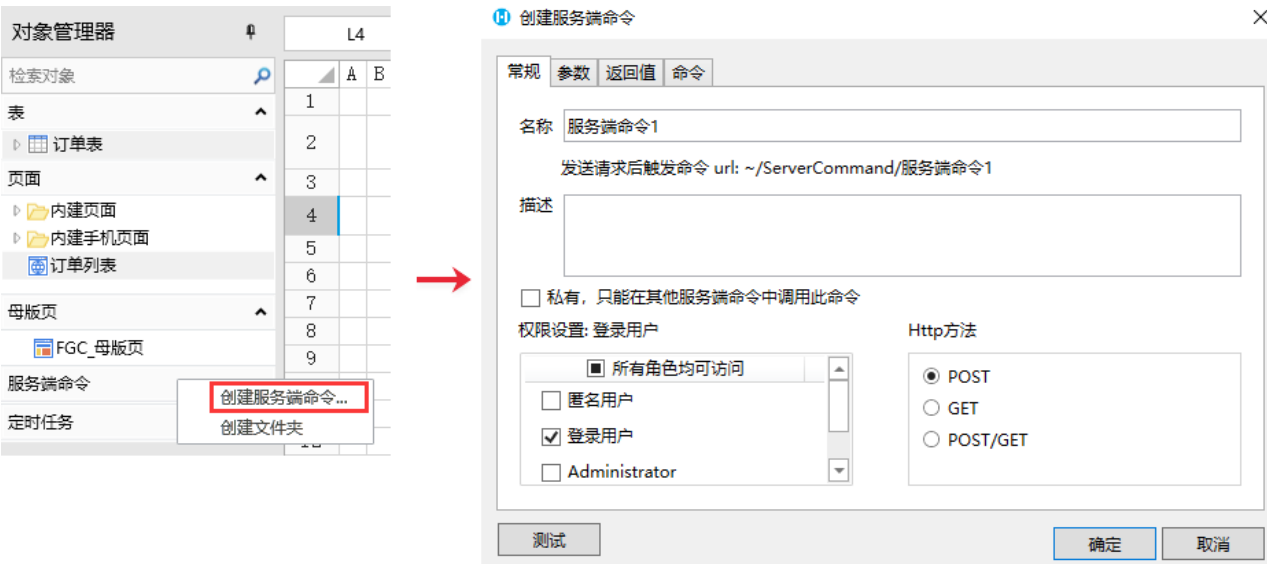 对象管理器
L4
检索对象
A B
表
1
订单表
2
页面
3
内建页面
4
内建手机页面
5
订单列表
6
母版页
7
8
FGC_母版页
9
服务端命令
创建服务端命令...
定时任务
创建文件夹
创建服务端命令
常规 参数 返回值 命令
名称 服务端命令1
发送请求后触发命令 url: ~/ServerCommand/服务端命令1
描述
私有，只能在其他服务端命令中调用此命令
权限设置: 登录用户
Http方法
所有角色均可访问
POST
匿名用户
GET
登录用户
POST/GET
Administrator
测试
确定
取消